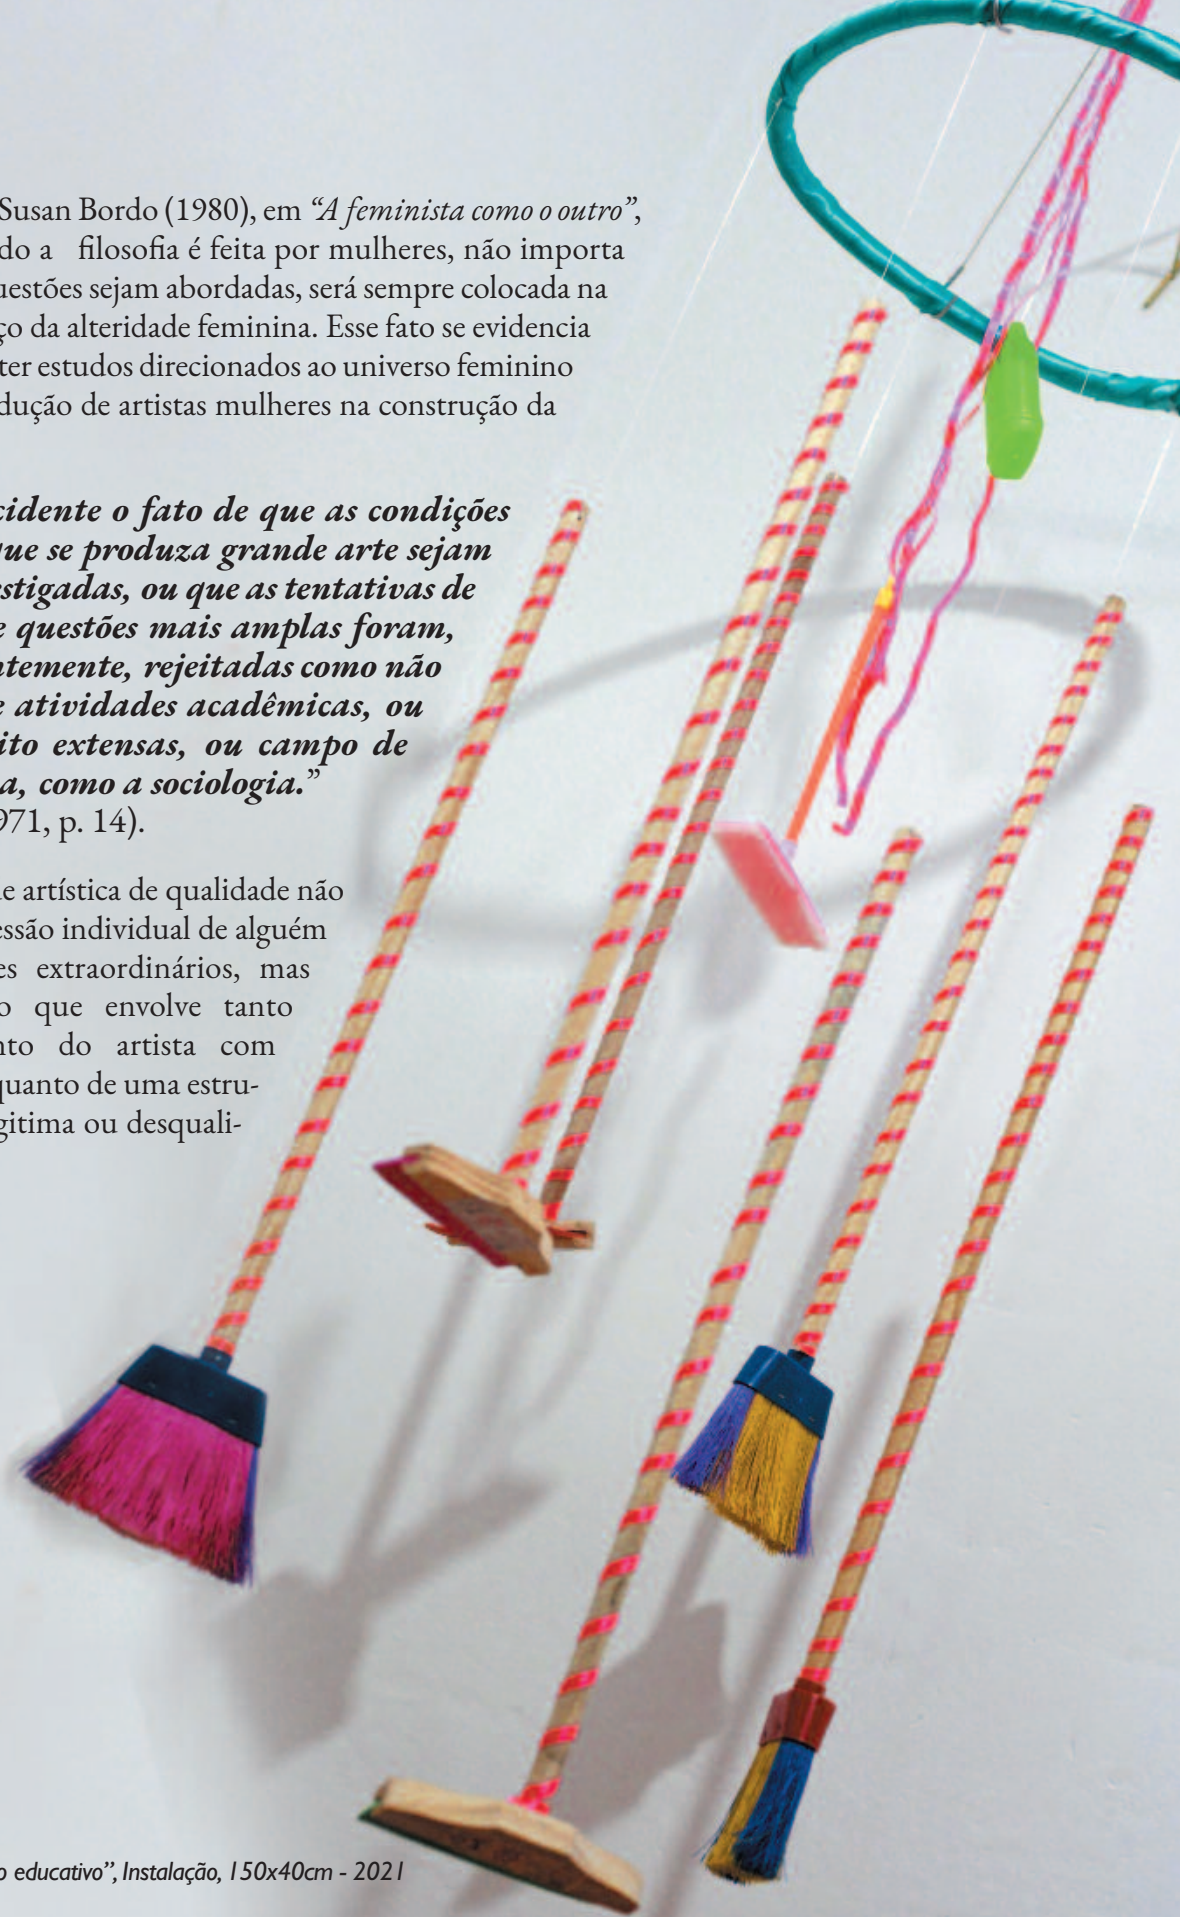 Susan Bordo (1980), em “A feminista como o outro”,
do a filosofia é feita por mulheres, não importa
uestões sejam abordadas, será sempre colocada na
ço da alteridade feminina. Esse fato se evidencia
ter estudos direcionados ao universo feminino
dução de artistas mulheres na construção da
cidente o fato de que as condições
que se produza grande arte sejam
estigadas, ou que as tentativas de
e questões mais amplas foram,
ntemente, rejeitadas como não
e atividades acadêmicas, ou
ito extensas, ou campo de
a, como a sociologia.”
971, p. 14).
de artística de qualidade não
essão individual de alguém
es extraordinários, mas
o que envolve tanto
nto do artista com
quanto de uma estru-
gitima ou desquali-
o educativo”, Instalação, 150x40cm - 2021